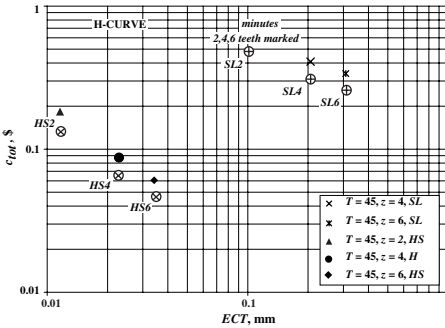 1
H-CURVE
minutes
2,4,6 teeth marked
SL2
SL4
SL6
HS2
c_tot, $
0.1
HS4
HS6
T = 45, z = 4, SL
T = 45, z = 6, SL
T = 45, z = 2, HS
T = 45, z = 4, H
T = 45, z = 6, HS
0.01
0.01
0.1
ECT, mm